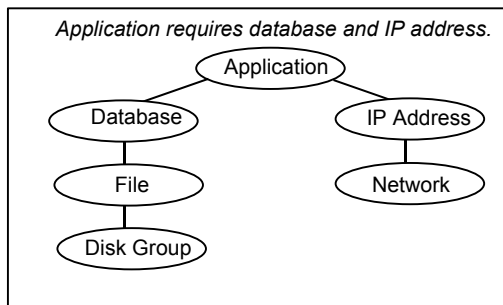 Application requires database and IP address.
Application
Database
IP Address
File
Network
Disk Group